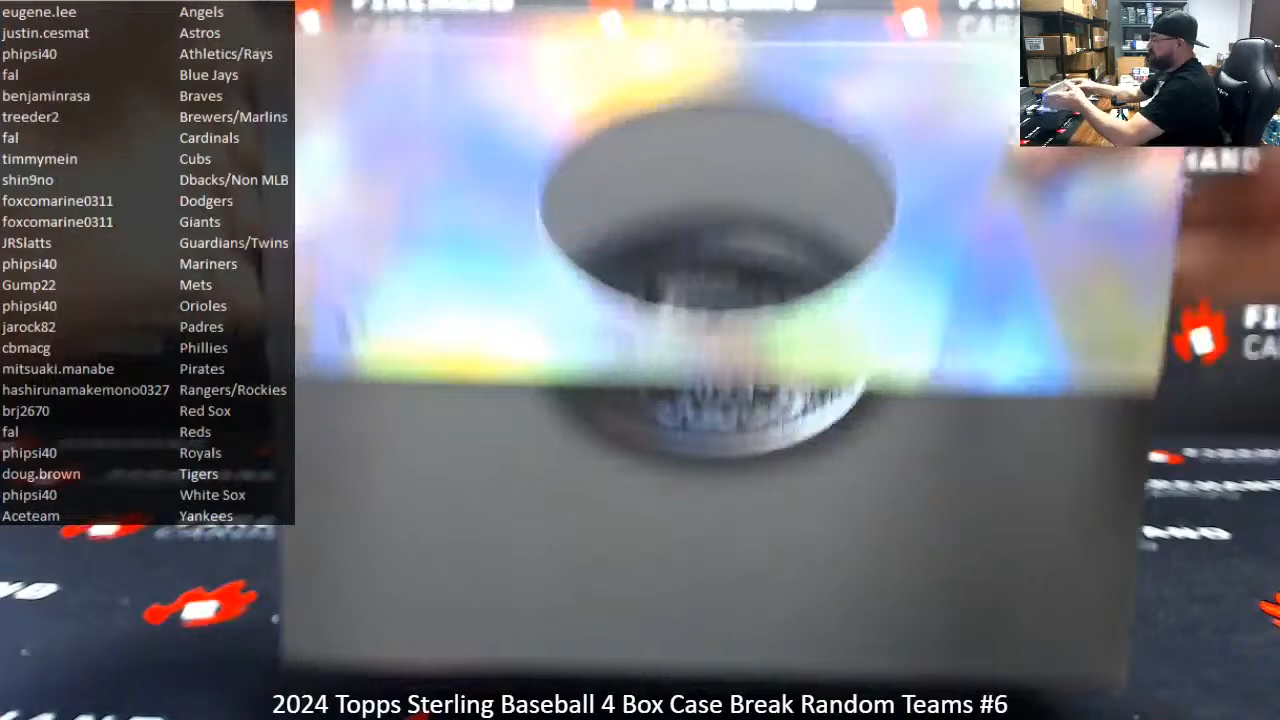 eugene.lee Angels
justin.cesmat Astros
phipsi40 Athletics/Rays
fal Blue Jays
benjaminrasa Braves
treeder2 Brewers/Marlins
fal Cardinals
timmymein Cubs
shin9no Dbacks/Non MLB
foxcomarine0311 Dodgers
foxcomarine0311 Giants
JRSlatts Guardians/Twins
phipsi40 Mariners
Gump22 Mets
phipsi40 Orioles
jarock82 Padres
cbmacg Phillies
mitsuaki.manabe Pirates
hashirunamakemono0327 Rangers/Rockies
brj2670 Red Sox
fal Reds
phipsi40 Royals
doug.brown Tigers
phipsi40 White Sox
Aceteam Yankees
2024 Topps Sterling Baseball 4 Box Case Break Random Teams #6